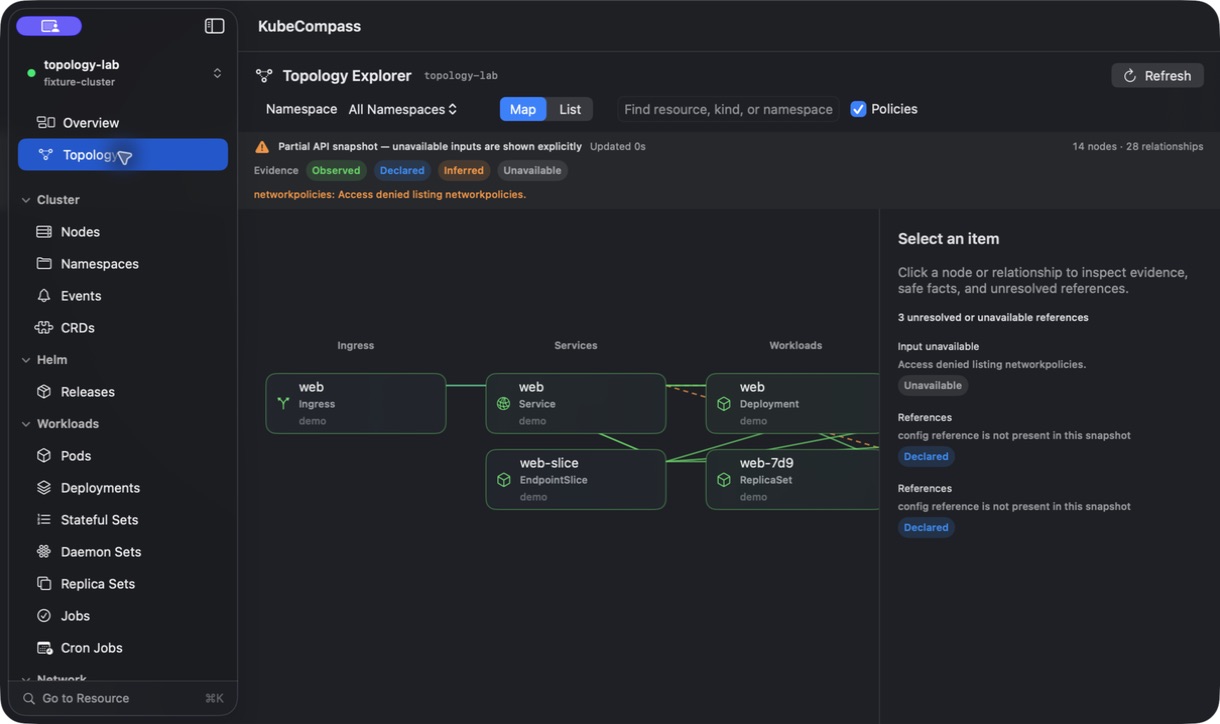 KubeCompass
topology-lab
fixture-cluster
Overview
Topology
Cluster
Nodes
Namespaces
Events
CRDs
Helm
Releases
Workloads
Pods
Deployments
Stateful Sets
Daemon Sets
Replica Sets
Jobs
Cron Jobs
Network
Go to Resource ⌘K
Topology Explorer topology-lab
Refresh
Namespace All Namespaces Map List Find resource, kind, or namespace Policies
Partial API snapshot — unavailable inputs are shown explicitly Updated 0s
14 nodes · 28 relationships
Evidence Observed Declared Inferred Unavailable
networkpolicies: Access denied listing networkpolicies.
Ingress Services Workloads
web
Ingress
demo
web
Service
demo
web
Deployment
demo
web-slice
EndpointSlice
demo
web-7d9
ReplicaSet
demo
Select an item
Click a node or relationship to inspect evidence,
safe facts, and unresolved references.
3 unresolved or unavailable references
Input unavailable
Access denied listing networkpolicies.
Unavailable
References
config reference is not present in this snapshot
Declared
References
config reference is not present in this snapshot
Declared